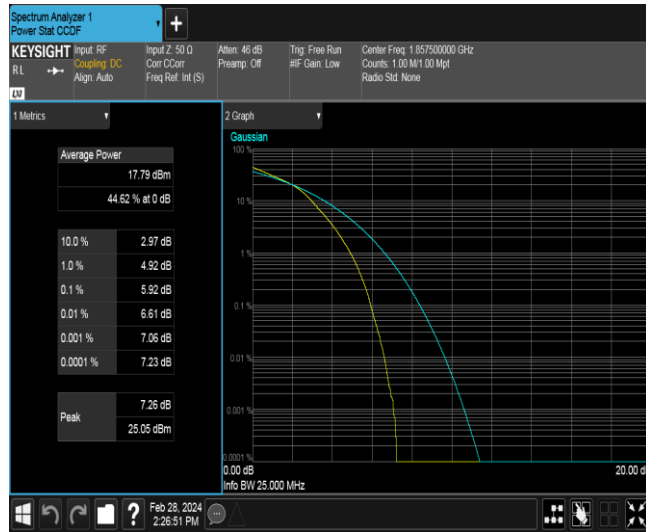 Spectrum Analyzer 1
Power Stat CCDF
+
KEYSIGHT
RL
LXI
Input: RF
Coupling: DC
Align: Auto
Input Z: 50 Ω
Corr CCorr
Freq Ref: Int (S)
Atten: 46 dB
Preamp: Off
Trig: Free Run
#IF Gain: Low
Center Freq: 1.857500000 GHz
Counts: 1.00 M/1.00 Mpt
Radio Std: None
1 Metrics
Average Power
17.79 dBm
44.62 % at 0 dB
10.0 % 2.97 dB
1.0 % 4.92 dB
0.1 % 5.92 dB
0.01 % 6.61 dB
0.001 % 7.06 dB
0.0001 % 7.23 dB
Peak
7.26 dB
25.05 dBm
2 Graph
Gaussian
100 %
10 %
1 %
0.1 %
0.01 %
0.001 %
0.0001 %
0.00 dB 20.00 d
Info BW 25.000 MHz
?
Feb 28, 2024
2:26:51 PM